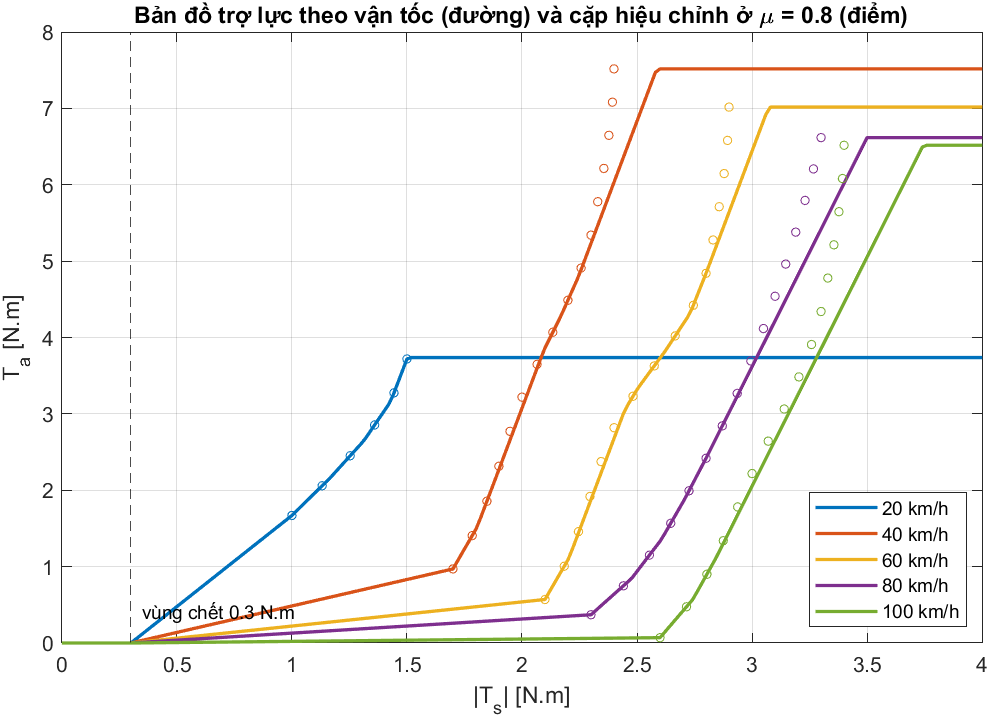 Bản đồ trợ lực theo vận tốc (đường) và cặp hiệu chỉnh ở μ = 0.8 (điểm)
8
7
6
5
4
3
2
1
0
T_a [N.m]
vùng chết 0.3 N.m
20 km/h
40 km/h
60 km/h
80 km/h
100 km/h
0 0.5 1 1.5 2 2.5 3 3.5 4
|T_s| [N.m]